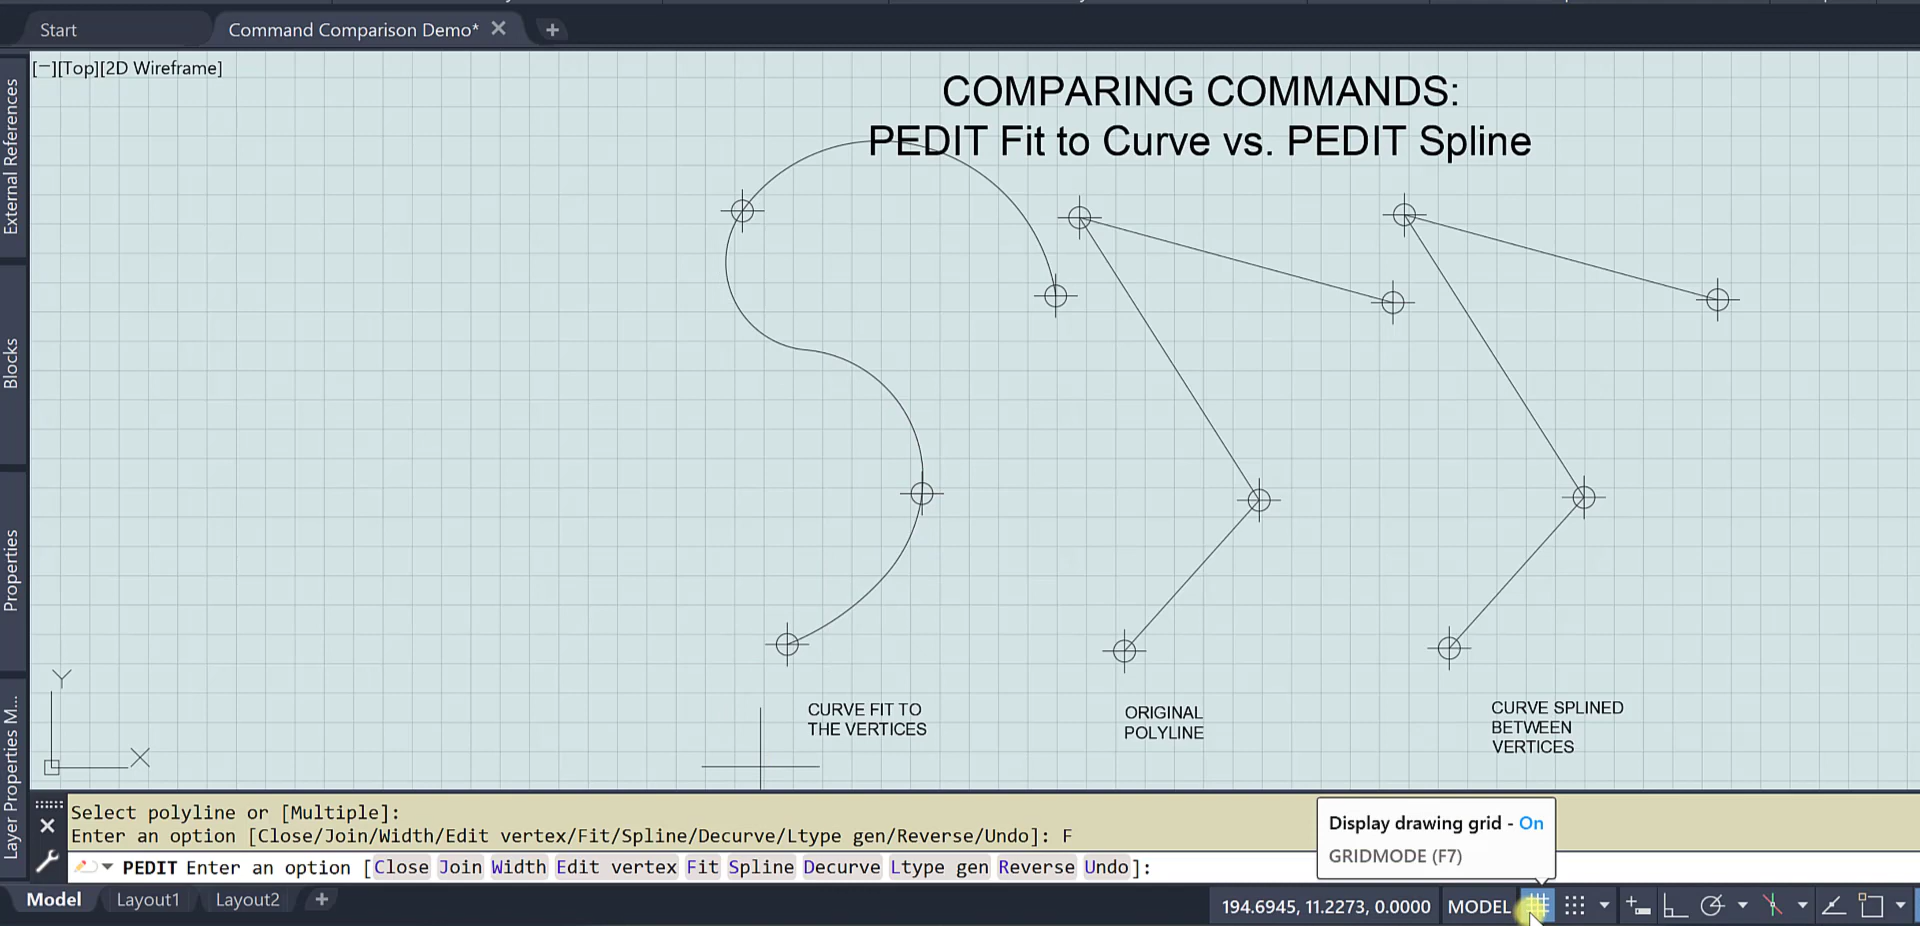 Start
Command Comparison Demo*
[−][Top][2D Wireframe]
COMPARING COMMANDS:
PEDIT Fit to Curve vs. PEDIT Spline
External References
Blocks
Properties
Layer Properties M...
Y
X
CURVE FIT TO
THE VERTICES
ORIGINAL
POLYLINE
CURVE SPLINED
BETWEEN
VERTICES
Select polyline or [Multiple]:
Enter an option [Close/Join/Width/Edit vertex/Fit/Spline/Decurve/Ltype gen/Reverse/Undo]: F
PEDIT Enter an option [Close Join Width Edit vertex Fit Spline Decurve Ltype gen Reverse Undo]:
Display drawing grid - On
GRIDMODE (F7)
Model
Layout1
Layout2
194.6945, 11.2273, 0.0000
MODEL